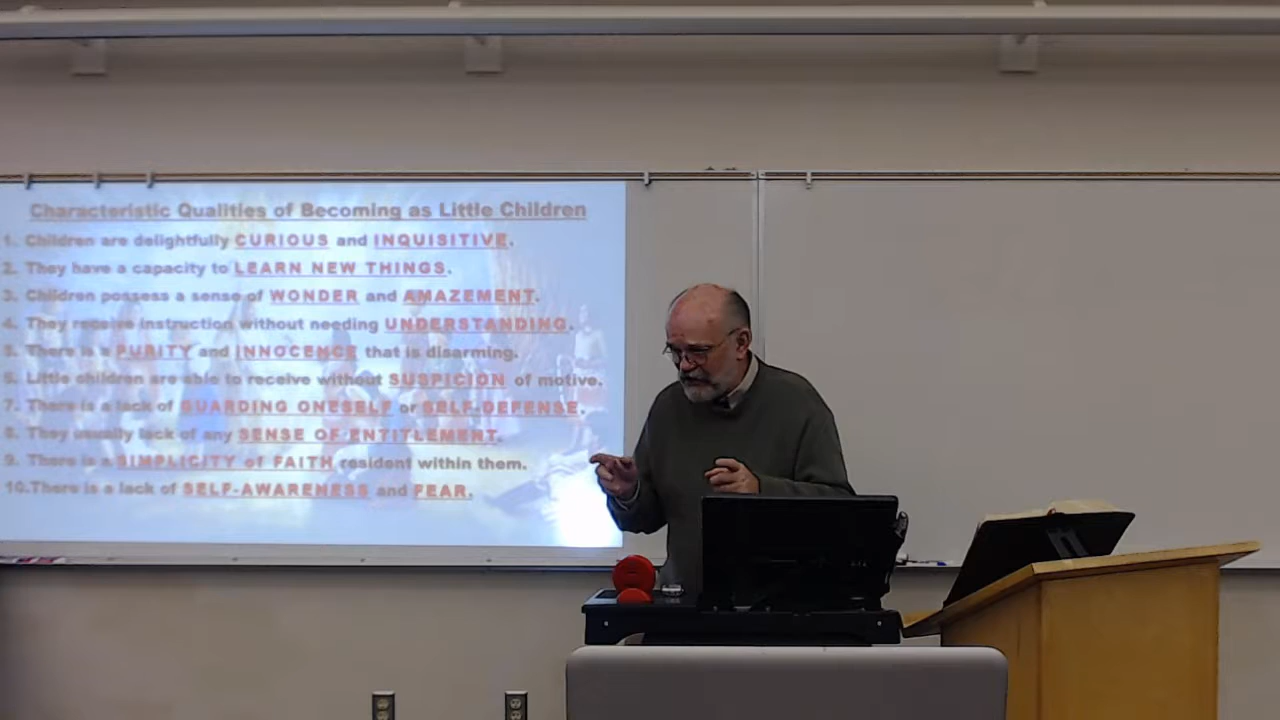 Characteristic Qualities of Becoming as Little Children
1. Children are delightfully CURIOUS and INQUISITIVE.
2. They have a capacity to LEARN NEW THINGS.
3. Children possess a sense of WONDER and AMAZEMENT.
4. They receive instruction without needing UNDERSTANDING.
5. There is a PURITY and INNOCENCE that is disarming.
6. Little children are able to receive without SUSPICION of motive.
7. There is a lack of GUARDING ONESELF or SELF-DEFENSE.
8. They usually lack of any SENSE OF ENTITLEMENT.
9. There is a SIMPLICITY of FAITH resident within them.
10.There is a lack of SELF-AWARENESS and FEAR.